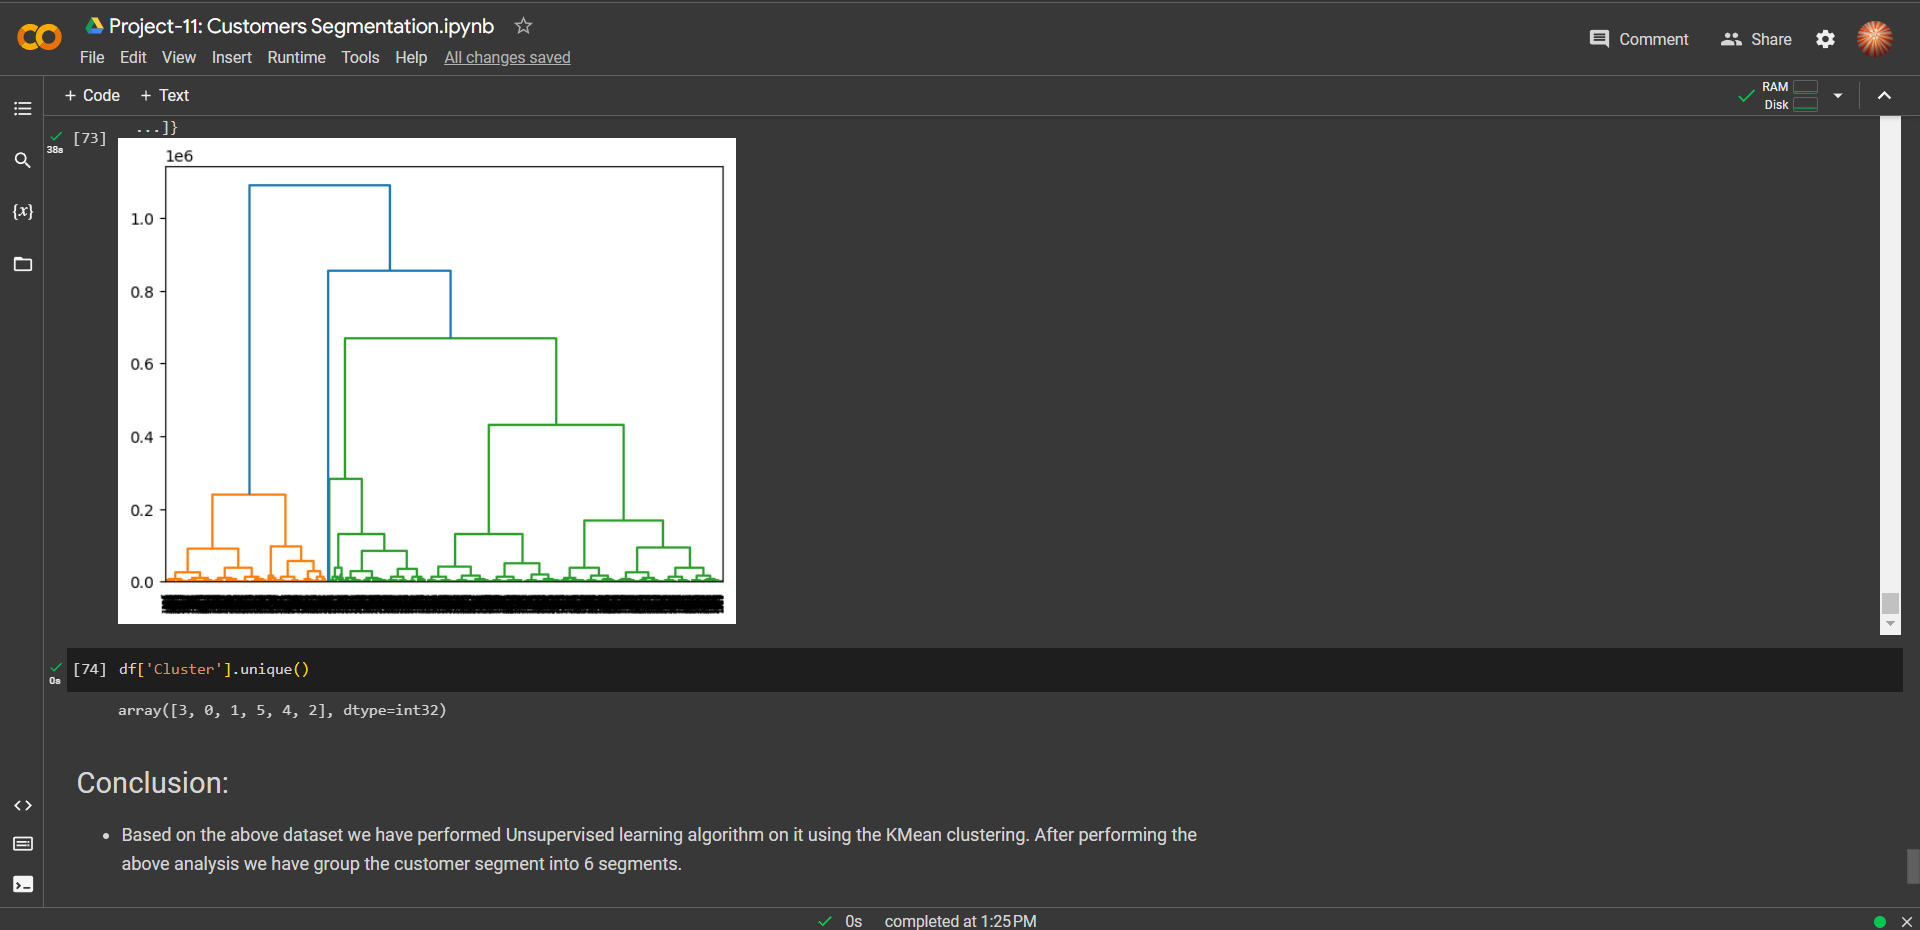 Project-11: Customers Segmentation.ipynb
File Edit View Insert Runtime Tools Help All changes saved
Comment Share
+ Code + Text
RAM
Disk
...]}
[73]
38s
1e6
1.0
0.8
0.6
0.4
0.2
0.0
{x}
[74] df['Cluster'].unique()
0s
array([3, 0, 1, 5, 4, 2], dtype=int32)
Conclusion:
• Based on the above dataset we have performed Unsupervised learning algorithm on it using the KMean clustering. After performing the
above analysis we have group the customer segment into 6 segments.
0s completed at 1:25 PM